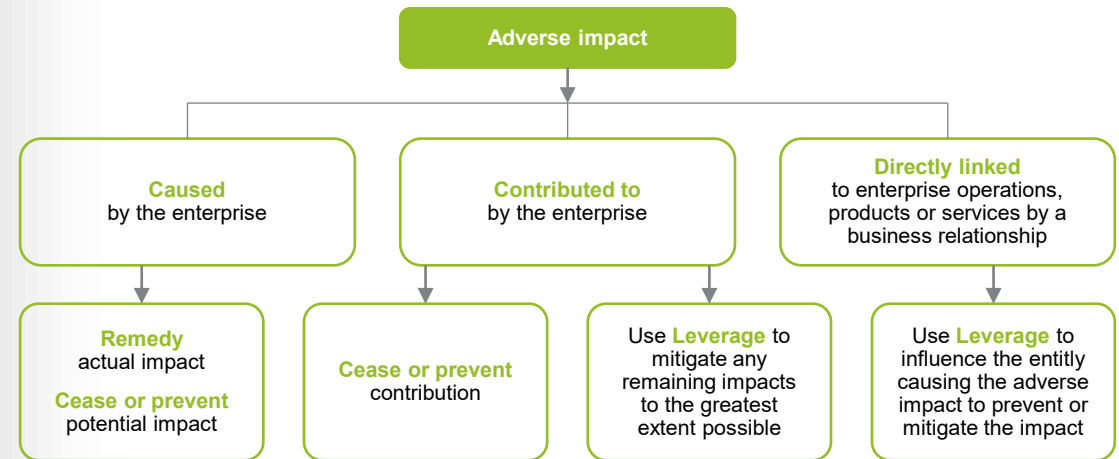 Adverse impact
Caused
by the enterprise
Contributed to
by the enterprise
Directly linked
to enterprise operations,
products or services by a
business relationship
Remedy
actual impact
Cease or prevent
potential impact
Cease or prevent
contribution
Use Leverage to
mitigate any
remaining impacts
to the greatest
extent possible
Use Leverage to
influence the entitly
causing the adverse
impact to prevent or
mitigate the impact